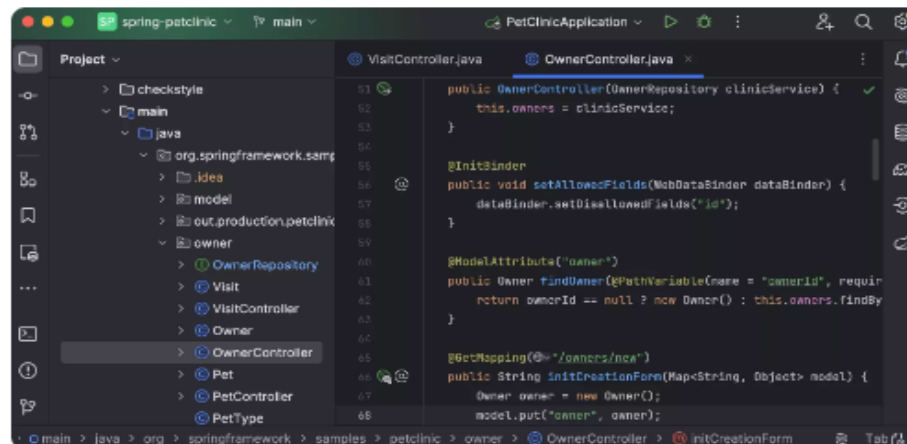 SP spring-petclinic main PetClinicApplication
Project
VisitController.java
OwnerController.java
checkstyle
main
java
org.springframework.samp
.idea
model
out.production.petclinic
owner
OwnerRepository
Visit
VisitController
Owner
OwnerController
Pet
PetController
PetType
51 public OwnerController(OwnerRepository clinicService) {
52 this.owners = clinicService;
53 }
54
55 @InitBinder
56 public void setAllowedFields(WebDataBinder dataBinder) {
57 dataBinder.setDisallowedFields("id");
58 }
59
60 @ModelAttribute("owner")
61 public Owner findOwner(@PathVariable(name = "ownerId", requir
62 return ownerId == null ? new Owner() : this.owners.findBy
63 }
64
65 @GetMapping("/owners/new")
66 public String initCreationForm(Map<String, Object> model) {
67 Owner owner = new Owner();
68 model.put("owner", owner);
main > java > org > springframework > samples > petclinic > owner > OwnerController > initCreationForm Tab